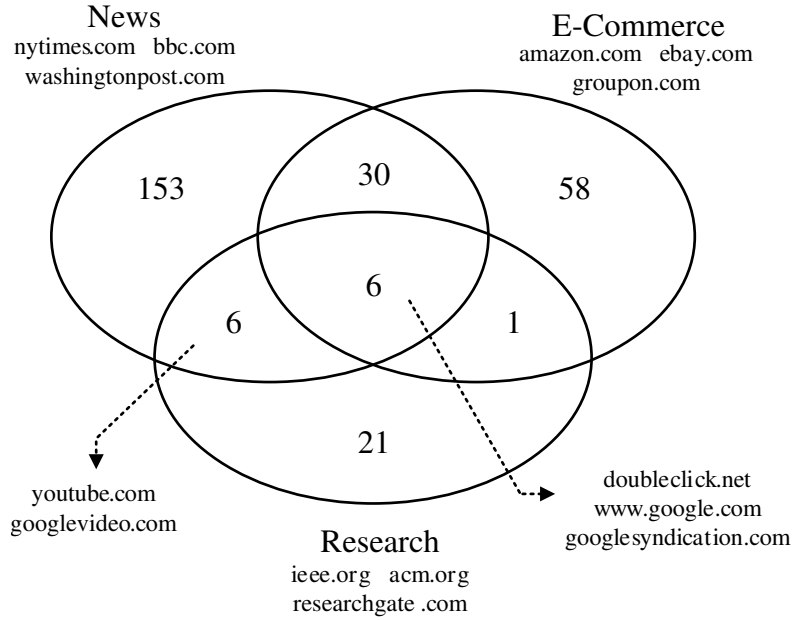 News
nytimes.com bbc.com
washingtonpost.com
E-Commerce
amazon.com ebay.com
groupon.com
153
30
58
6
6
1
21
youtube.com
googlevideo.com
doubleclick.net
www.google.com
googlesyndication.com
Research
ieee.org acm.org
researchgate .com